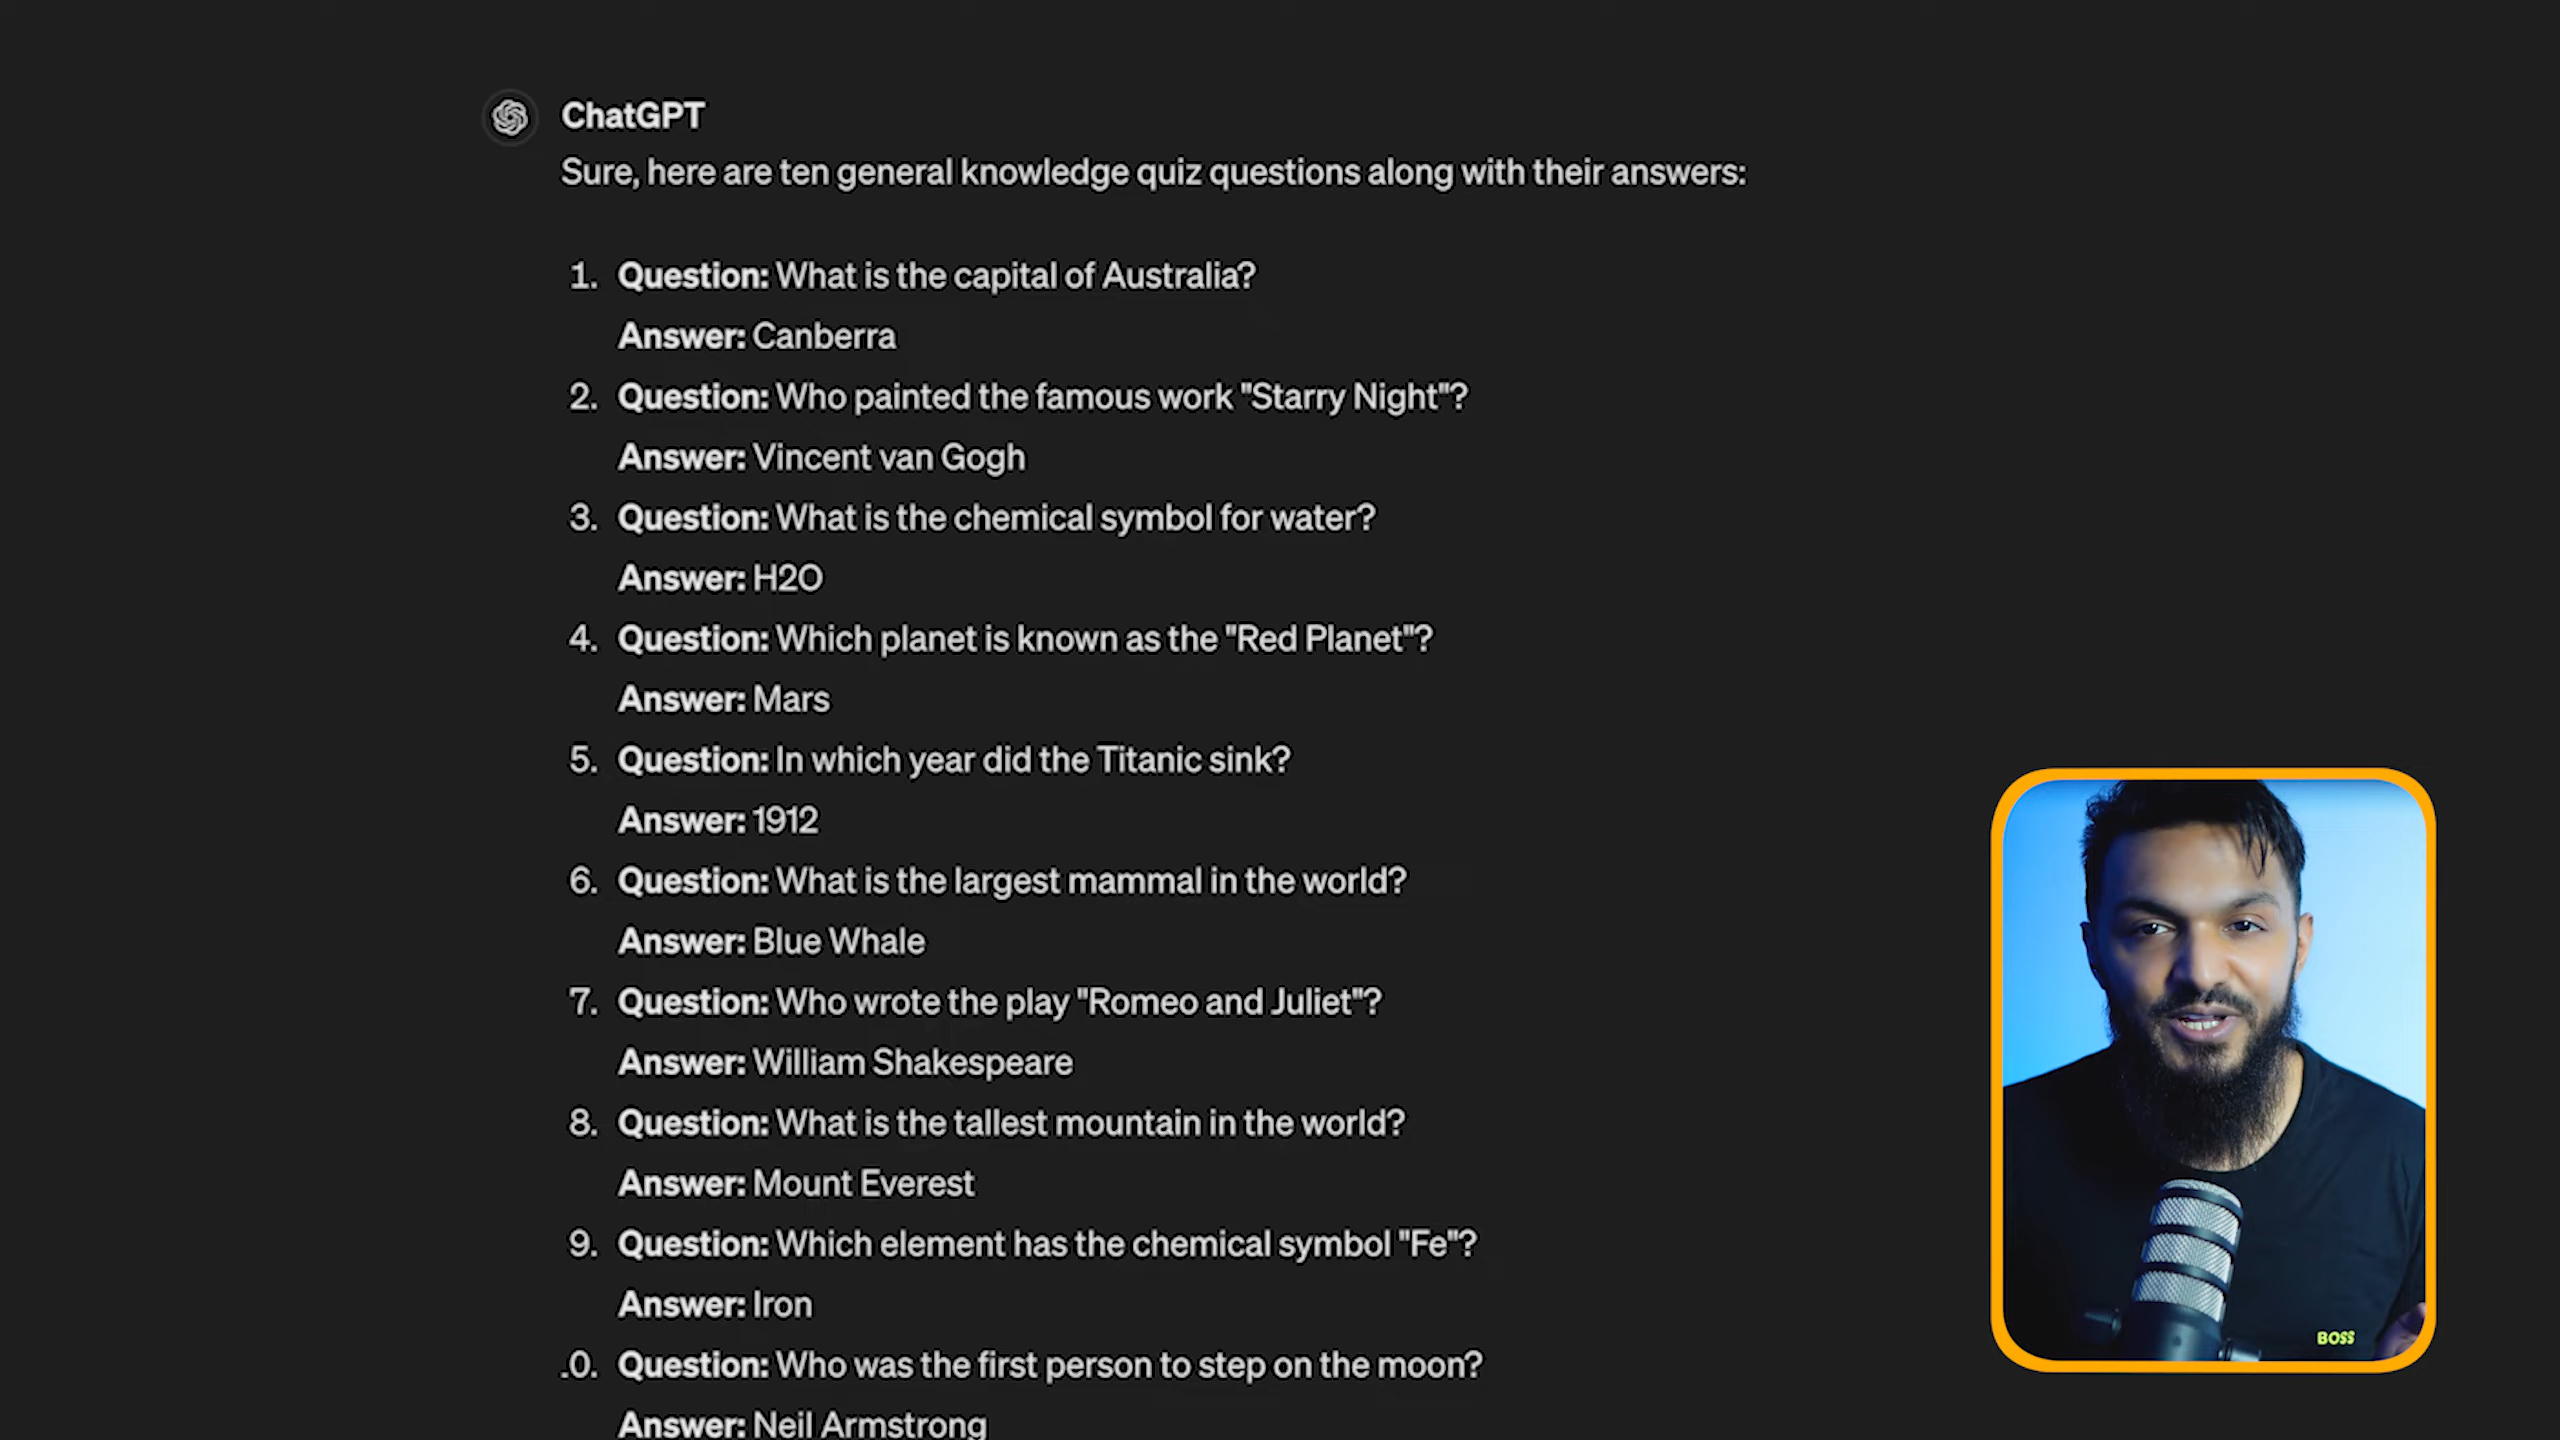 ChatGPT
Sure, here are ten general knowledge quiz questions along with their answers:
1. Question: What is the capital of Australia?
Answer: Canberra
2. Question: Who painted the famous work "Starry Night"?
Answer: Vincent van Gogh
3. Question: What is the chemical symbol for water?
Answer: H2O
4. Question: Which planet is known as the "Red Planet"?
Answer: Mars
5. Question: In which year did the Titanic sink?
Answer: 1912
6. Question: What is the largest mammal in the world?
Answer: Blue Whale
7. Question: Who wrote the play "Romeo and Juliet"?
Answer: William Shakespeare
8. Question: What is the tallest mountain in the world?
Answer: Mount Everest
9. Question: Which element has the chemical symbol "Fe"?
Answer: Iron
.0. Question: Who was the first person to step on the moon?
Answer: Neil Armstrong
BOSS